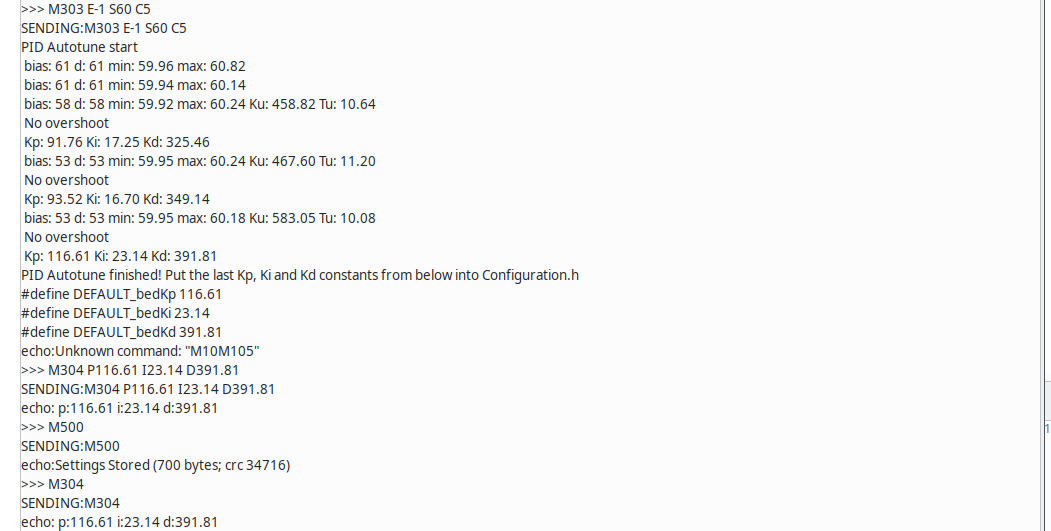 >>> M303 E-1 S60 C5
SENDING:M303 E-1 S60 C5
PID Autotune start
bias: 61 d: 61 min: 59.96 max: 60.82
bias: 61 d: 61 min: 59.94 max: 60.14
bias: 58 d: 58 min: 59.92 max: 60.24 Ku: 458.82 Tu: 10.64
No overshoot
Kp: 91.76 Ki: 17.25 Kd: 325.46
bias: 53 d: 53 min: 59.95 max: 60.24 Ku: 467.60 Tu: 11.20
No overshoot
Kp: 93.52 Ki: 16.70 Kd: 349.14
bias: 53 d: 53 min: 59.95 max: 60.18 Ku: 583.05 Tu: 10.08
No overshoot
Kp: 116.61 Ki: 23.14 Kd: 391.81
PID Autotune finished! Put the last Kp, Ki and Kd constants from below into Configuration.h
#define DEFAULT_bedKp 116.61
#define DEFAULT_bedKi 23.14
#define DEFAULT_bedKd 391.81
echo:Unknown command: "M10M105"
>>> M304 P116.61 I23.14 D391.81
SENDING:M304 P116.61 I23.14 D391.81
echo: p:116.61 i:23.14 d:391.81
>>> M500
SENDING:M500
echo:Settings Stored (700 bytes; crc 34716)
>>> M304
SENDING:M304
echo: p:116.61 i:23.14 d:391.81
1